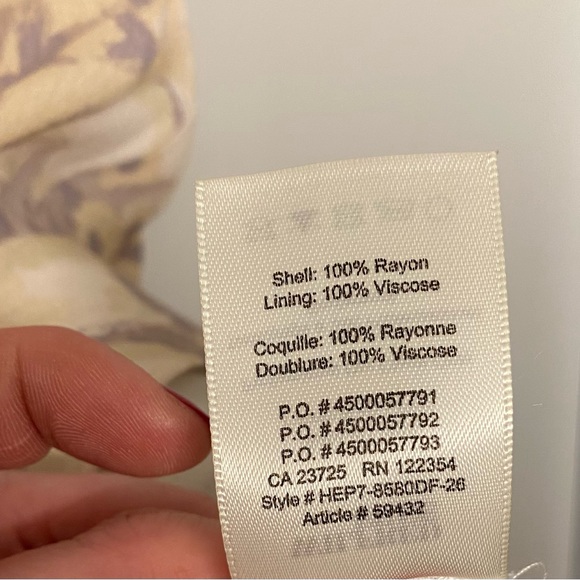 Shell: 100% Rayon
Lining: 100% Viscose
Coquille: 100% Rayonne
Doublure: 100% Viscose
P.O. # 4500057791
P.O. # 4500057792
P.O. # 4500057793
CA 23725 RN 122354
Style # HEP7-8580DF-26
Article # 59432